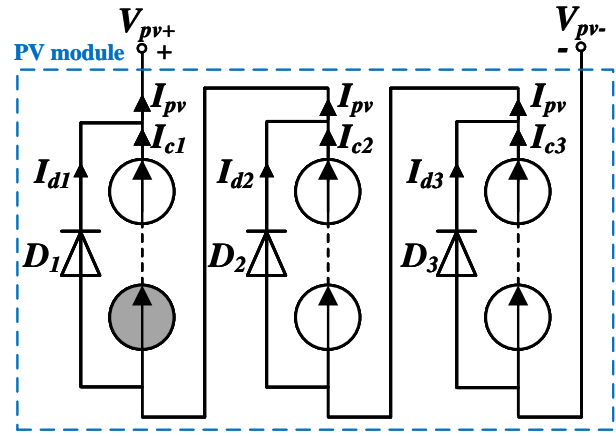 Vpv+
Vpv-
+
-
PV module
Ipv
Ipv
Ipv
Ic1
Ic2
Ic3
Id1
Id2
Id3
D1
D2
D3